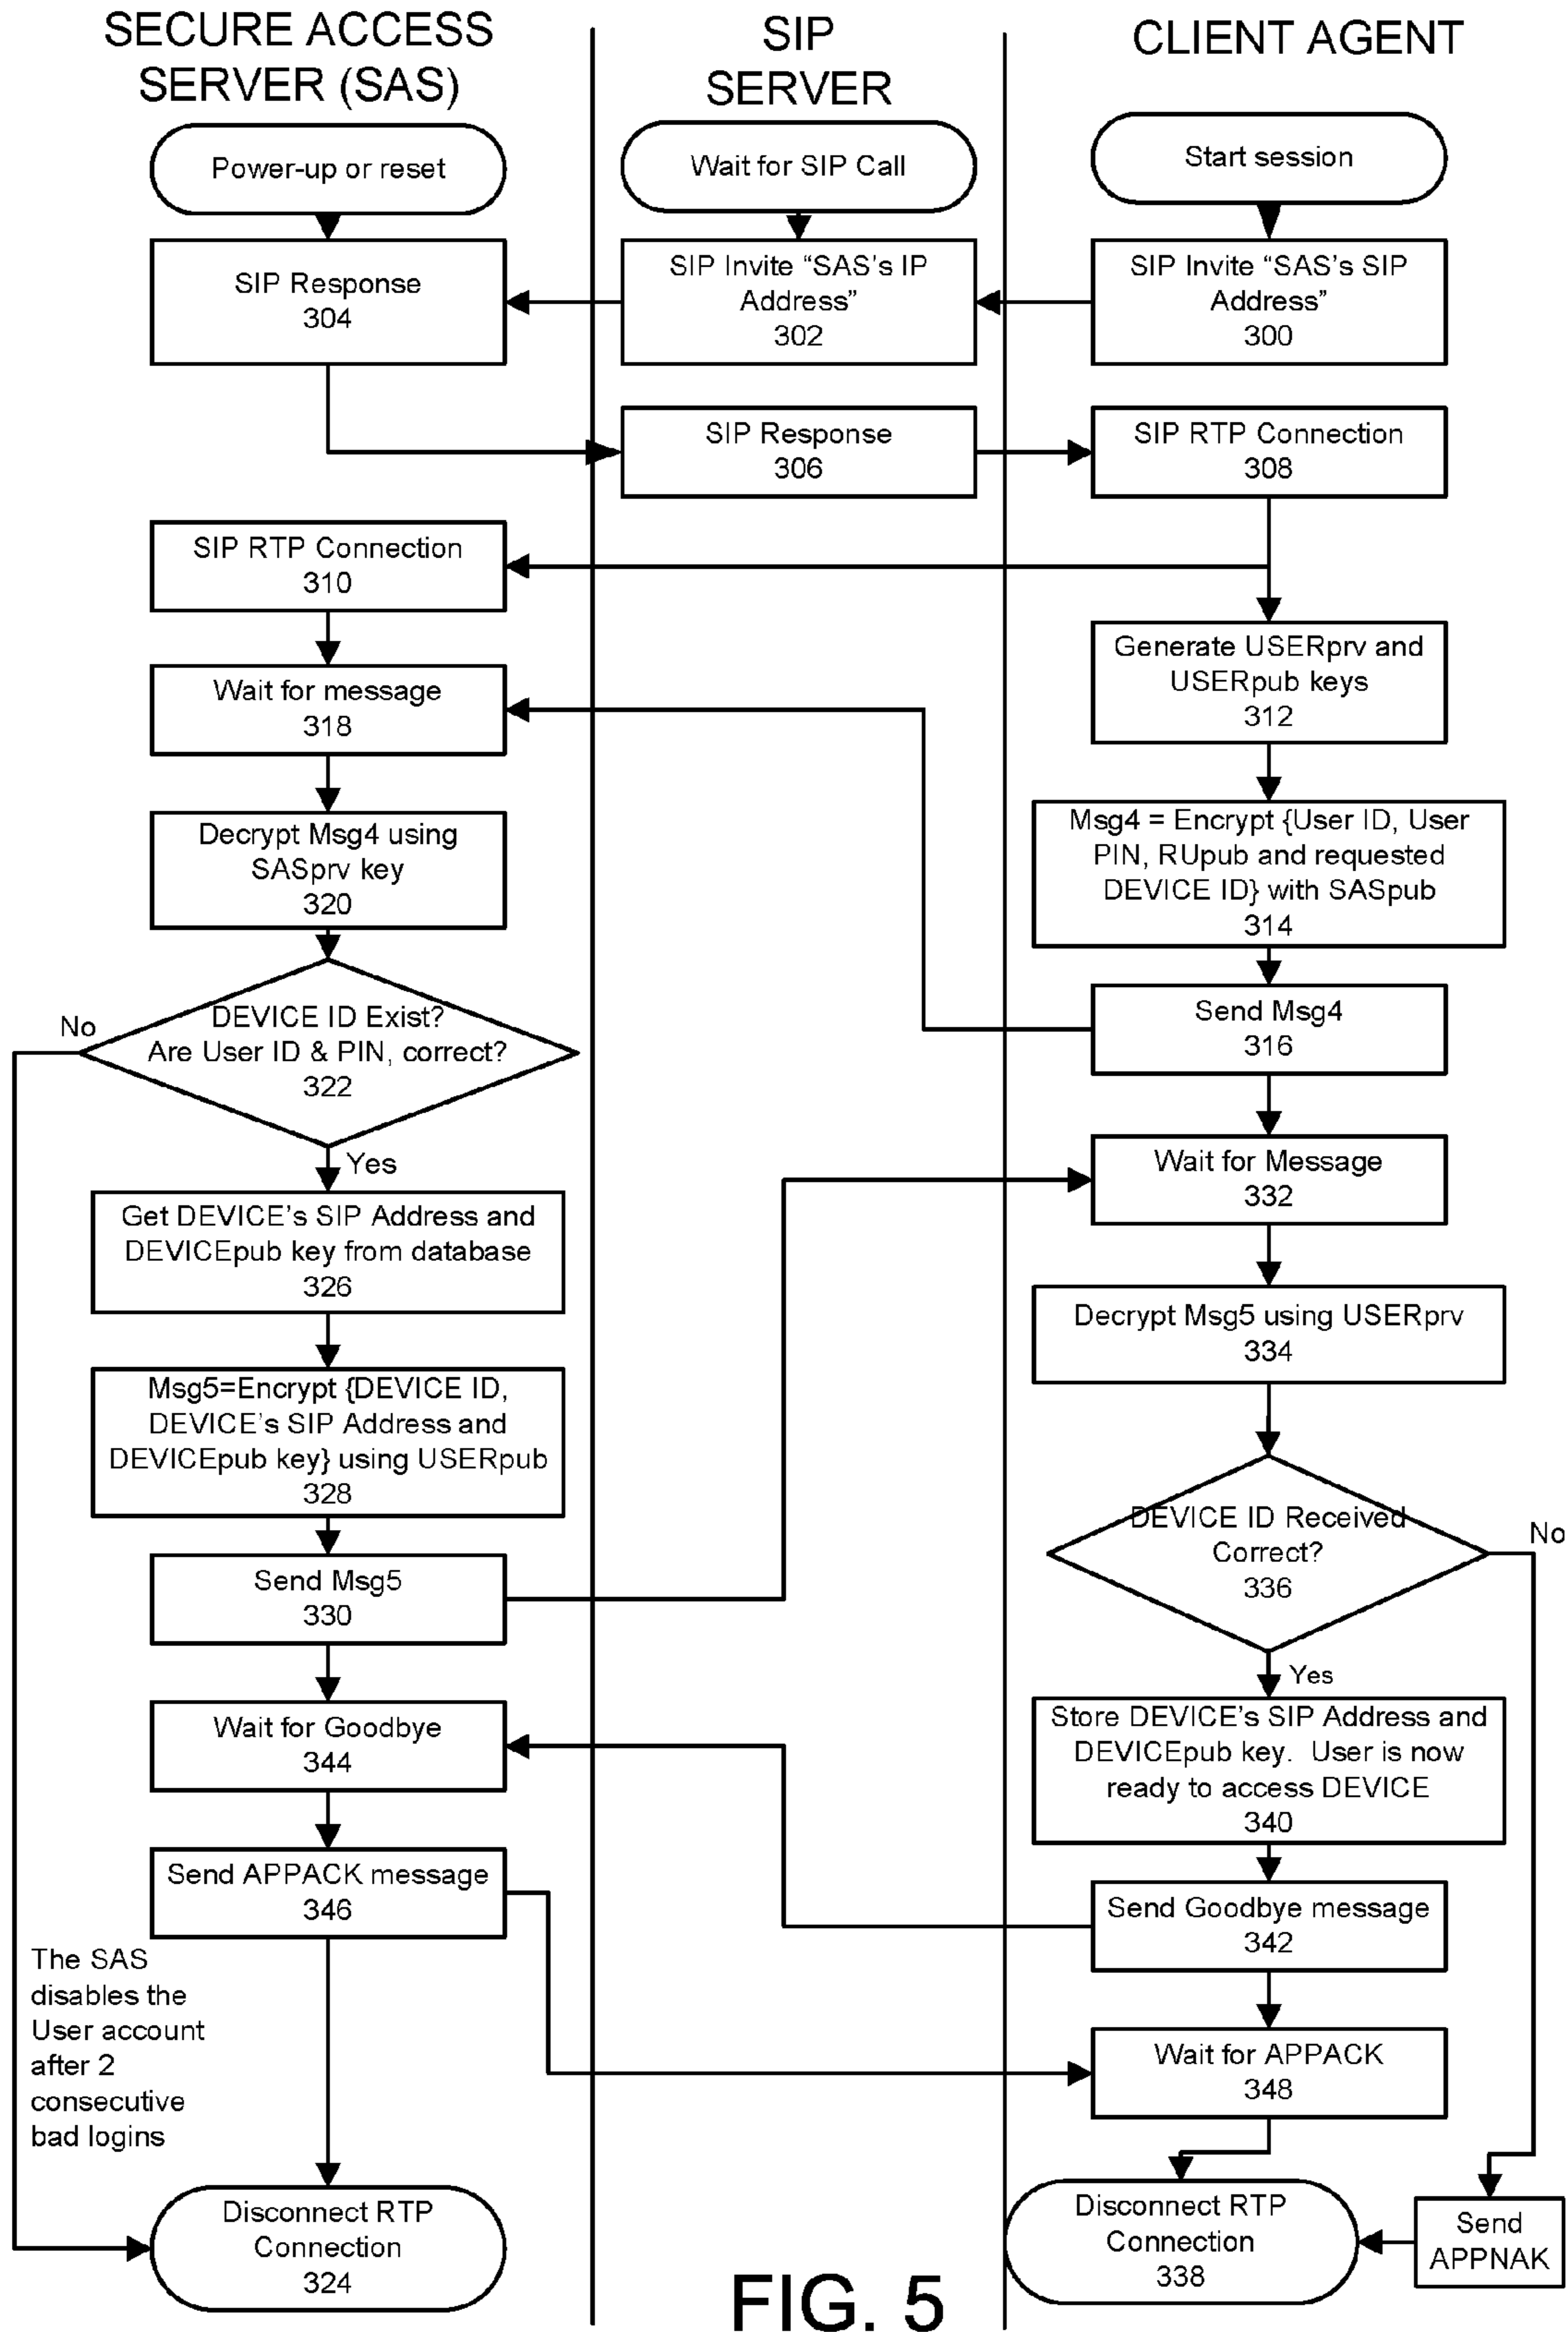 SECURE ACCESS
SERVER (SAS)
SIP
SERVER
CLIENT AGENT
Power-up or reset
Wait for SIP Call
Start session
SIP Response
304
SIP Invite “SAS's IP
Address”
302
SIP Invite “SAS's SIP
Address”
300
SIP Response
306
SIP RTP Connection
308
SIP RTP Connection
310
Generate USERprv and
USERpub keys
312
Wait for message
318
Msg4 = Encrypt {User ID, User
PIN, RUpub and requested
DEVICE ID} with SASpub
314
Decrypt Msg4 using
SASprv key
320
Send Msg4
316
No
DEVICE ID Exist?
Are User ID & PIN, correct?
322
Yes
Wait for Message
332
Get DEVICE's SIP Address and
DEVICEpub key from database
326
Decrypt Msg5 using USERprv
334
Msg5=Encrypt {DEVICE ID,
DEVICE's SIP Address and
DEVICEpub key} using USERpub
328
DEVICE ID Received
Correct?
336
No
Yes
Send Msg5
330
Wait for Goodbye
344
Store DEVICE's SIP Address and
DEVICEpub key. User is now
ready to access DEVICE
340
Send APPACK message
346
Send Goodbye message
342
The SAS
disables the
User account
after 2
consecutive
bad logins
Wait for APPACK
348
Disconnect RTP
Connection
324
Disconnect RTP
Connection
338
Send
APPNAK
FIG. 5